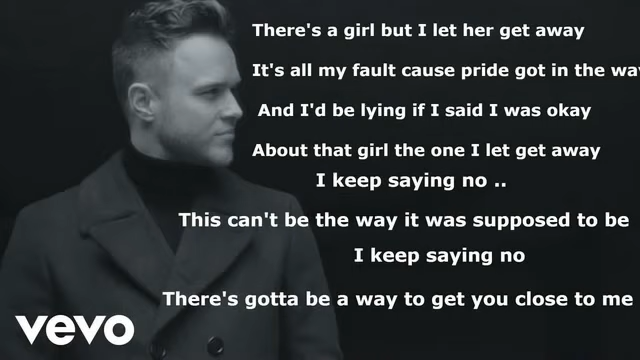 There's a girl but I let her get away
It's all my fault cause pride got in the way
And I'd be lying if I said I was okay
About that girl the one I let get away
I keep saying no ..
This can't be the way it was supposed to be
I keep saying no
There's gotta be a way to get you close to me
vevo